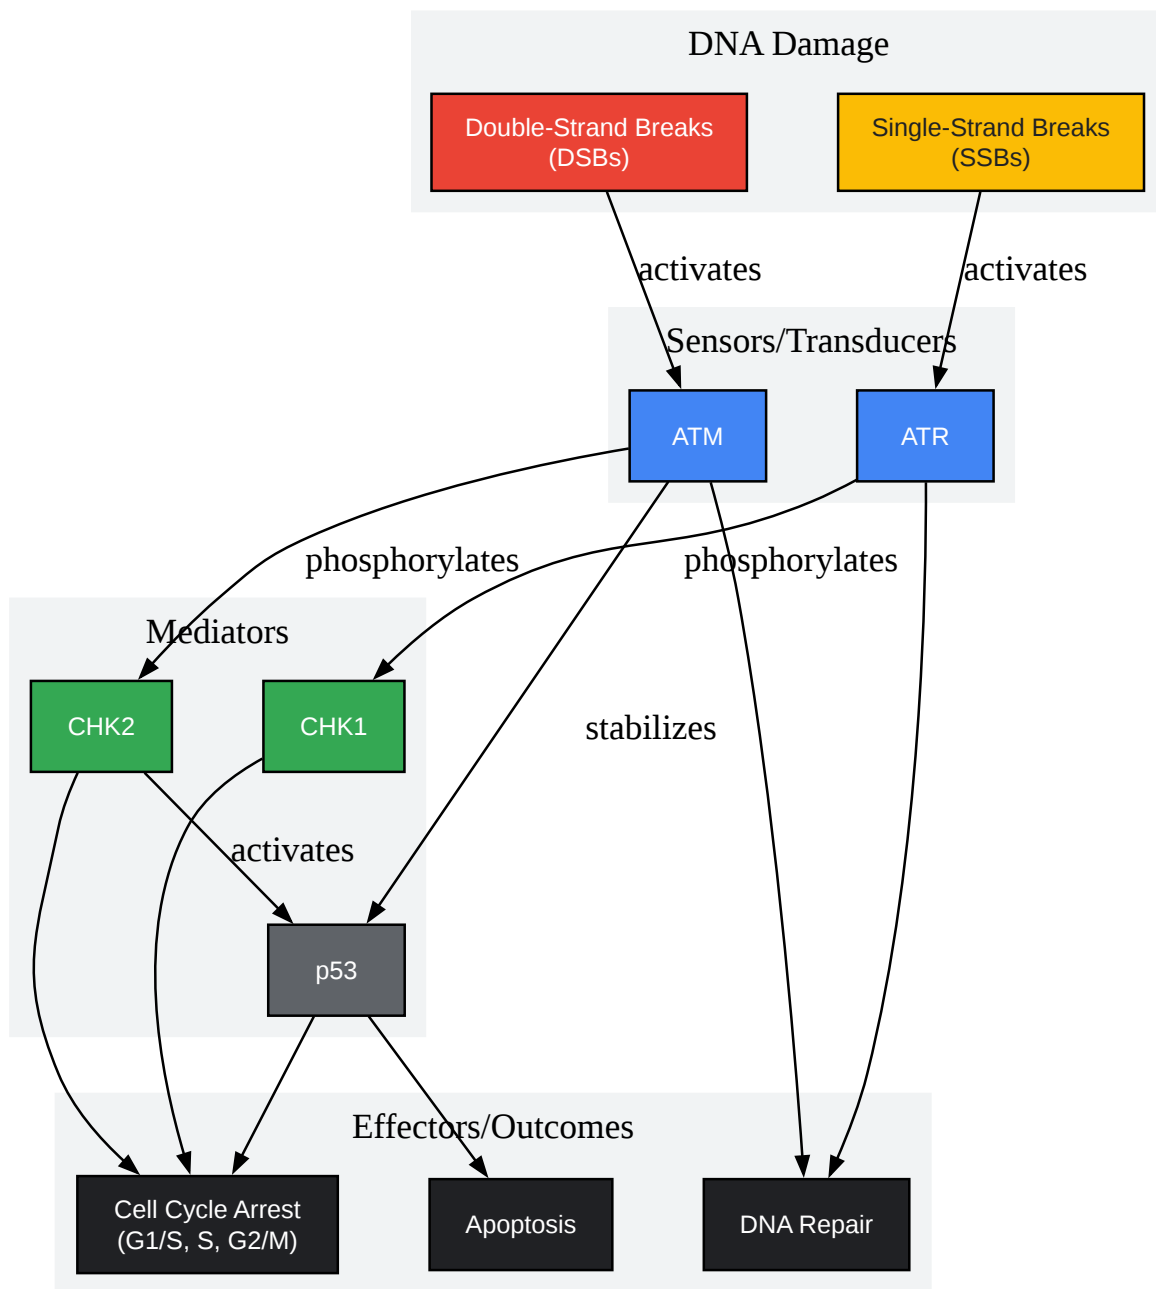 DNA Damage
Double-Strand Breaks
(DSBs)
Single-Strand Breaks
(SSBs)
activates
activates
Sensors/Transducers
ATM
ATR
phosphorylates
phosphorylates
Mediators
CHK2
CHK1
stabilizes
activates
p53
Effectors/Outcomes
Cell Cycle Arrest
(G1/S, S, G2/M)
Apoptosis
DNA Repair